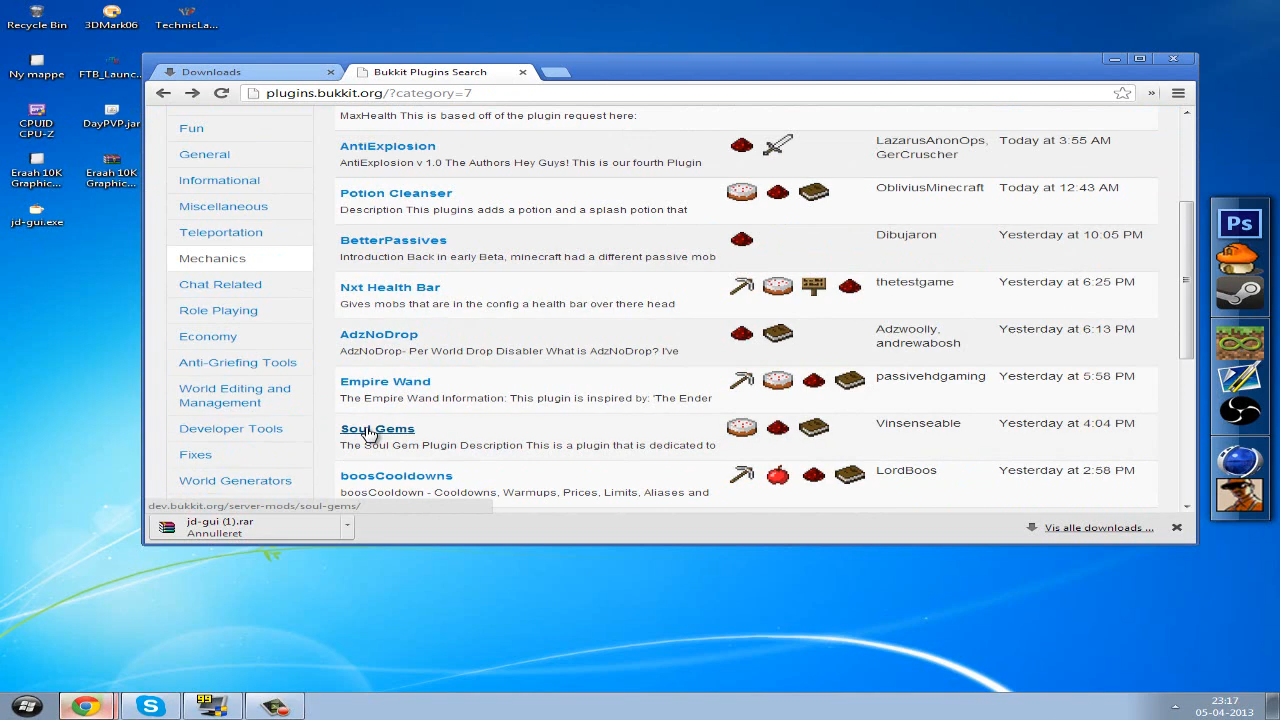 Recycle Bin
3DMark06
TechnicLa...
Ny mappe
FTB_Launc...
CPUID
CPU-Z
DayPVP.jar
Eraah 10K
Graphic...
Eraah 10K
Graphic...
jd-gui.exe
Downloads
Bukkit Plugins Search
plugins.bukkit.org/?category=7
Fun
General
Informational
Miscellaneous
Teleportation
Mechanics
Chat Related
Role Playing
Economy
Anti-Griefing Tools
World Editing and
Management
Developer Tools
Fixes
World Generators
MaxHealth This is based of the plugin request here:
AntiExplosion
LazarusAnonOps,
GerCruscher
Today at 3:55 AM
AntiExplosion v 1.0 The Authors Hey Guys! This is our fourth Plugin
Potion Cleanser
ObliviusMinecraft
Today at 12:43 AM
Description This plugins adds a potion and a splash potion that
BetterPassives
Dibujaron
Yesterday at 10:05 PM
Introduction Back in early Beta, minecraft had a different passive mob
Nxt Health Bar
thetestgame
Yesterday at 6:25 PM
Gives mobs that are in the config a health bar over there head
AdzNoDrop
Adzwoolly,
andrewabosh
Yesterday at 6:13 PM
AdzNoDrop- Per World Drop Disabler What is AdzNoDrop? I've
Empire Wand
passivehdgaming
Yesterday at 5:58 PM
The Empire Wand Information: This plugin is inspired by: 'The Ender
Soul Gems
Vinsenseable
Yesterday at 4:04 PM
The Soul Gem Plugin Description This is a plugin that is dedicated to
boosCooldowns
LordBoos
Yesterday at 2:58 PM
boosCooldown - Cooldowns, Warmups, Prices, Limits, Aliases and
dev.bukkit.org/server-mods/soul-gems/
jd-gui (1).rar
Annulleret
Vis alle downloads ...
Ps
99
23:17
05-04-2013